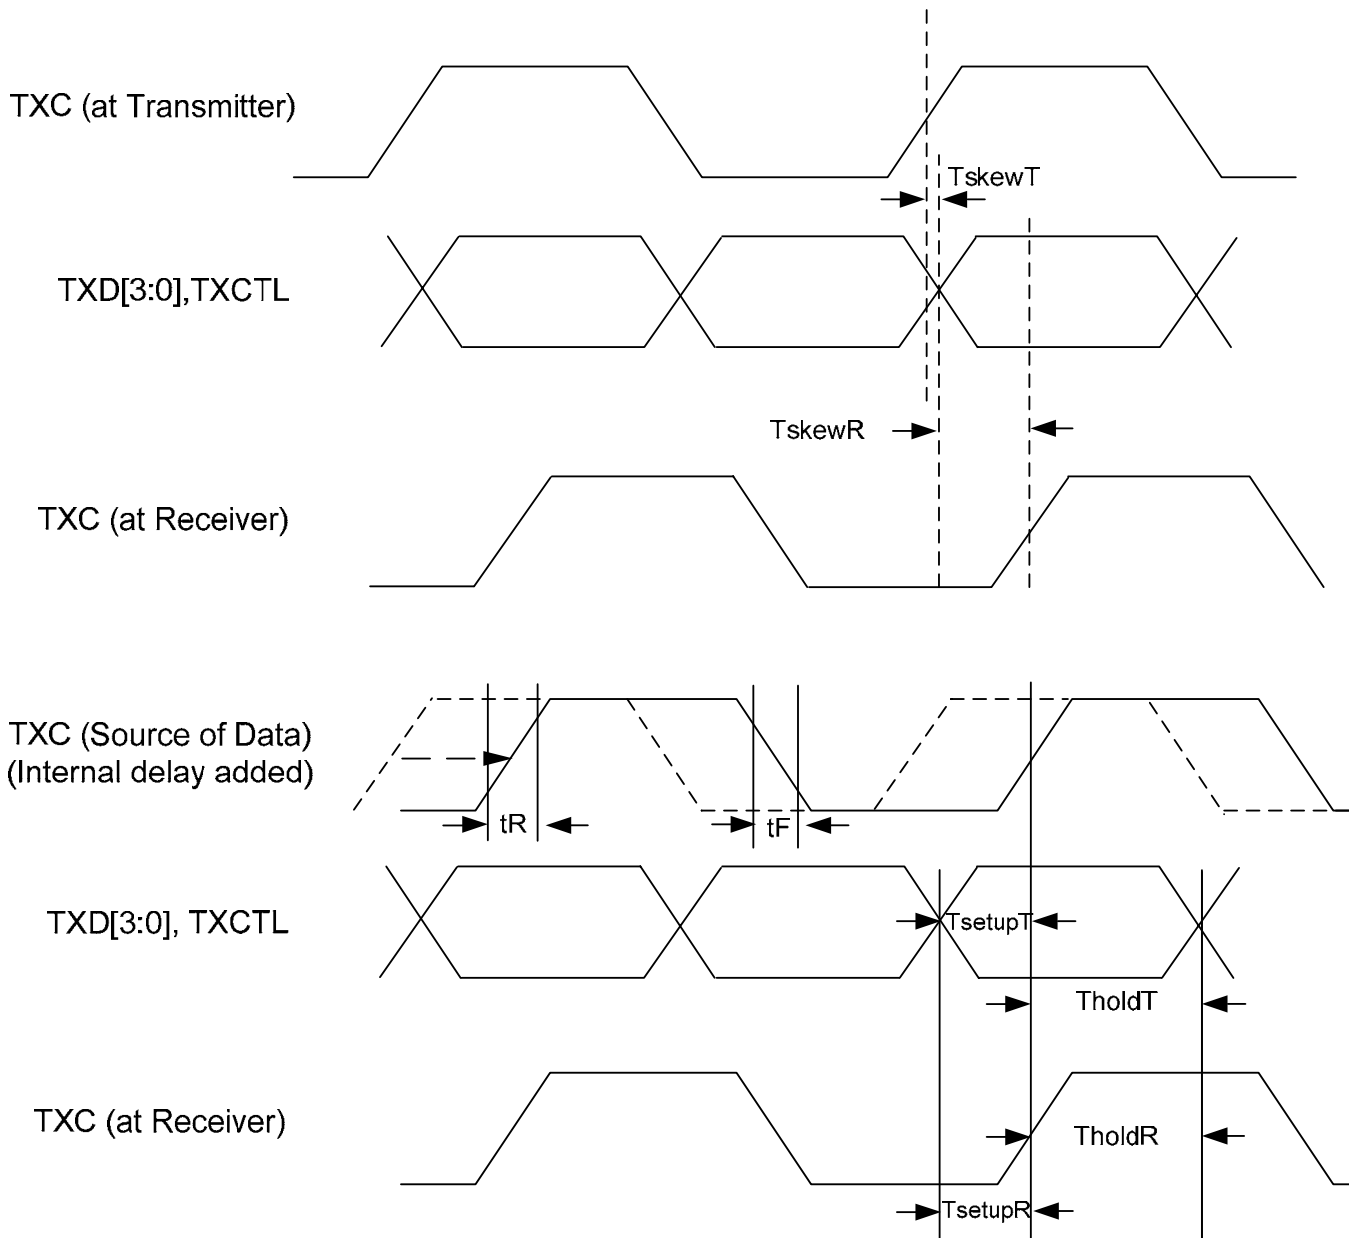 TXC (at Transmitter)
TskewT
TXD[3:0],TXCTL
TskewR
TXC (at Receiver)
TXC (Source of Data)
(Internal delay added)
tR
tF
TXD[3:0], TXCTL
TsetupT
TholdT
TXC (at Receiver)
TholdR
TsetupR